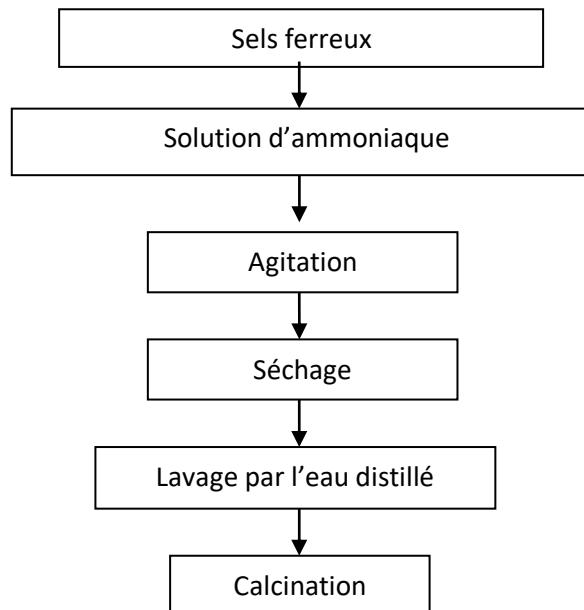 Sels ferreux
Solution d’ammoniaque
Agitation
Séchage
Lavage par l’eau distillé
Calcination